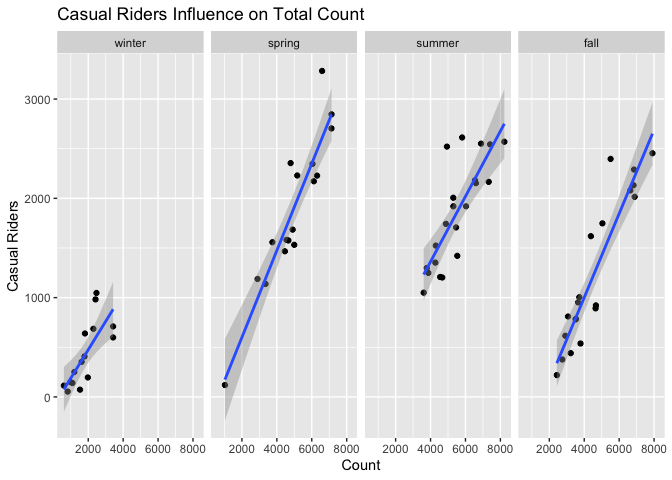 Casual Riders Influence on Total Count
winter spring summer fall
Casual Riders
3000
2000
1000
0
2000 4000 6000 8000 2000 4000 6000 8000 2000 4000 6000 8000 2000 4000 6000 8000
Count